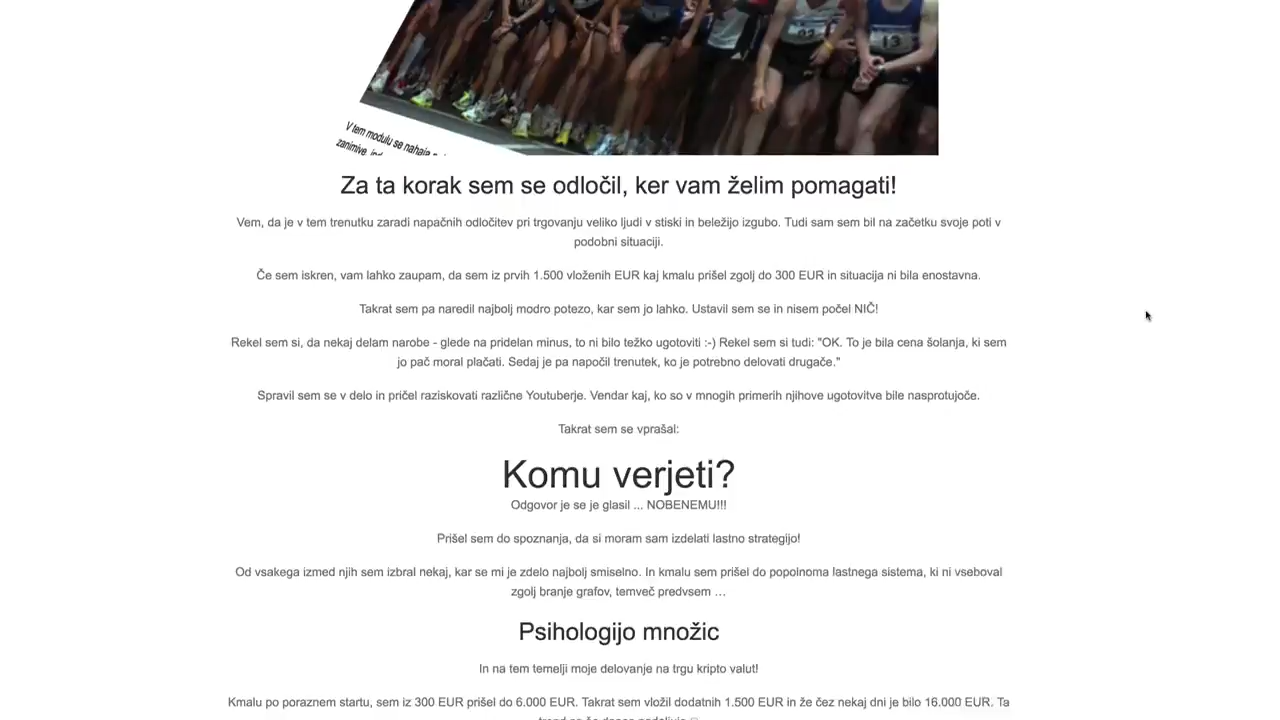 22
13
V tem modulu se nahaja
zanimive,
Za ta korak sem se odločil, ker vam želim pomagati!
Vem, da je v tem trenutku zaradi napačnih odločitev pri trgovanju veliko ljudi v stiski in beležijo izgubo. Tudi sam sem bil na začetku svoje poti v
podobni situaciji.
Če sem iskren, vam lahko zaupam, da sem iz prvih 1.500 vloženih EUR kaj kmalu prišel zgolj do 300 EUR in situacija ni bila enostavna.
Takrat sem pa naredil najbolj modro potezo, kar sem jo lahko. Ustavil sem se in nisem počel NIČ!
Rekel sem si, da nekaj delam narobe - glede na pridelan minus, to ni bilo težko ugotoviti :-) Rekel sem si tudi: "OK. To je bila cena šolanja, ki sem
jo pač moral plačati. Sedaj je pa napočil trenutek, ko je potrebno delovati drugače."
Spravil sem se v delo in pričel raziskovati različne Youtuberje. Vendar kaj, ko so v mnogih primerih njihove ugotovitve bile nasprotujoče.
Takrat sem se vprašal:
Komu verjeti?
Odgovor je se je glasil ... NOBENEMU!!!
Prišel sem do spoznanja, da si moram sam izdelati lastno strategijo!
Od vsakega izmed njih sem izbral nekaj, kar se mi je zdelo najbolj smiselno. In kmalu sem prišel do popolnoma lastnega sistema, ki ni vseboval
zgolj branje grafov, temveč predvsem …
Psihologijo množic
In na tem temelji moje delovanje na trgu kripto valut!
Kmalu po poraznem startu, sem iz 300 EUR prišel do 6.000 EUR. Takrat sem vložil dodatnih 1.500 EUR in že čez nekaj dni je bilo 16.000 EUR. Ta